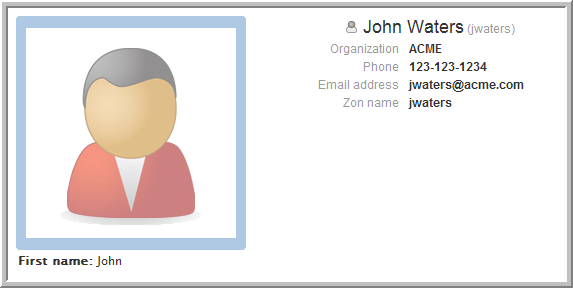 John Waters (jwaters)
Organization ACME
Phone 123-123-1234
Email address jwaters@acme.com
Zon name jwaters
First name: John